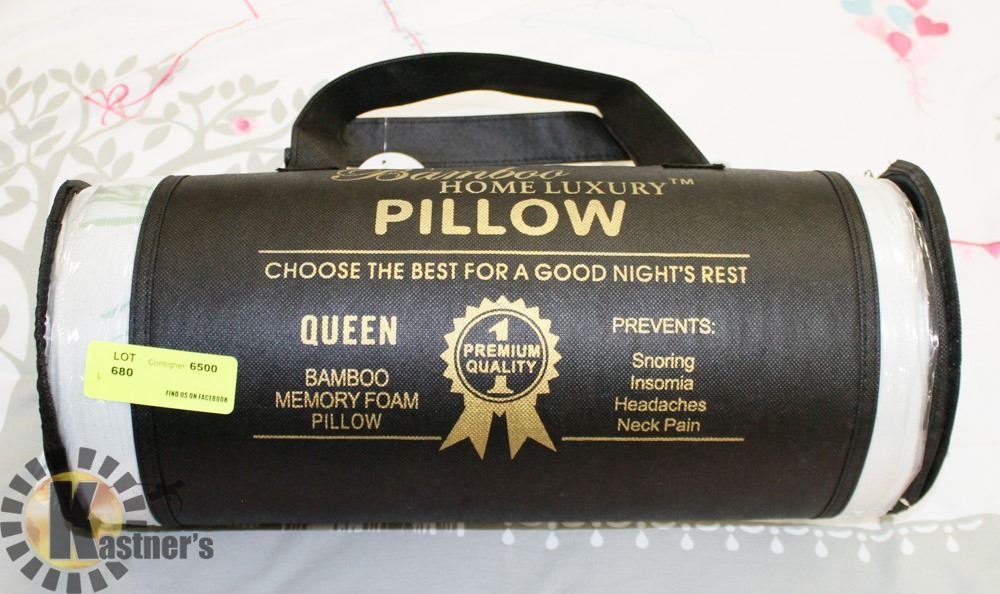 Bamboo
HOME LUXURY™
PILLOW
CHOOSE THE BEST FOR A GOOD NIGHT'S REST
QUEEN
BAMBOO
MEMORY FOAM
PILLOW
1
PREMIUM
QUALITY
1
PREVENTS:
Snoring
Insomia
Headaches
Neck Pain
LOT Consigner: 6500
L 680
FIND US ON FACEBOOK
Kastner's